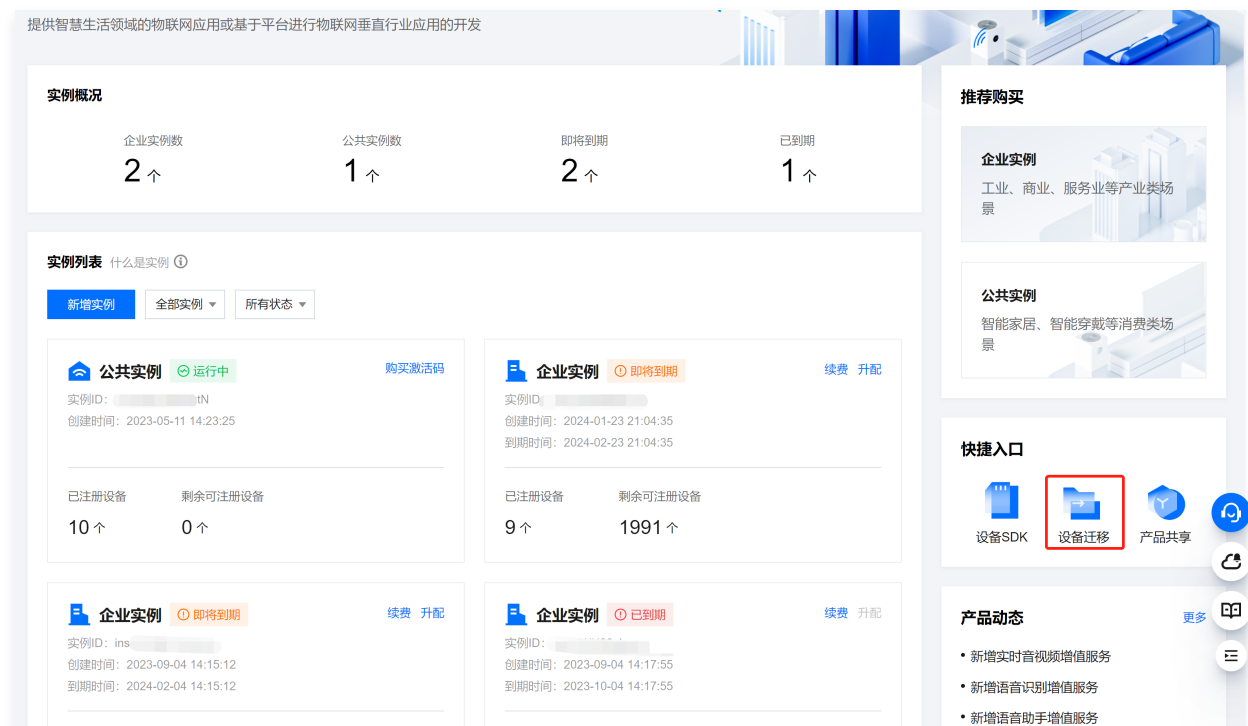 提供智慧生活领域的物联网应用或基于平台进行物联网垂直行业应用的开发
实例概况
企业实例数
公共实例数
即将到期
已到期
2 个
1 个
2 个
1 个
实例列表 什么是实例
新增实例
全部实例
所有状态
公共实例
运行中
购买激活码
实例ID: tN
创建时间: 2023-05-11 14:23:25
已注册设备
剩余可注册设备
10 个
0 个
企业实例
即将到期
续费 升配
实例ID
创建时间: 2024-01-23 21:04:35
到期时间: 2024-02-23 21:04:35
已注册设备
剩余可注册设备
9 个
1991 个
企业实例
即将到期
续费 升配
实例ID: ins
创建时间: 2023-09-04 14:15:12
到期时间: 2024-02-04 14:15:12
企业实例
已到期
续费 升配
实例ID:
创建时间: 2023-09-04 14:17:55
到期时间: 2023-10-04 14:17:55
推荐购买
企业实例
工业、商业、服务业等产业类场
景
公共实例
智能家居、智能穿戴等消费类场
景
快捷入口
设备SDK
设备迁移
产品共享
产品动态
更多
• 新增实时音视频增值服务
• 新增语音识别增值服务
• 新增语音助手增值服务